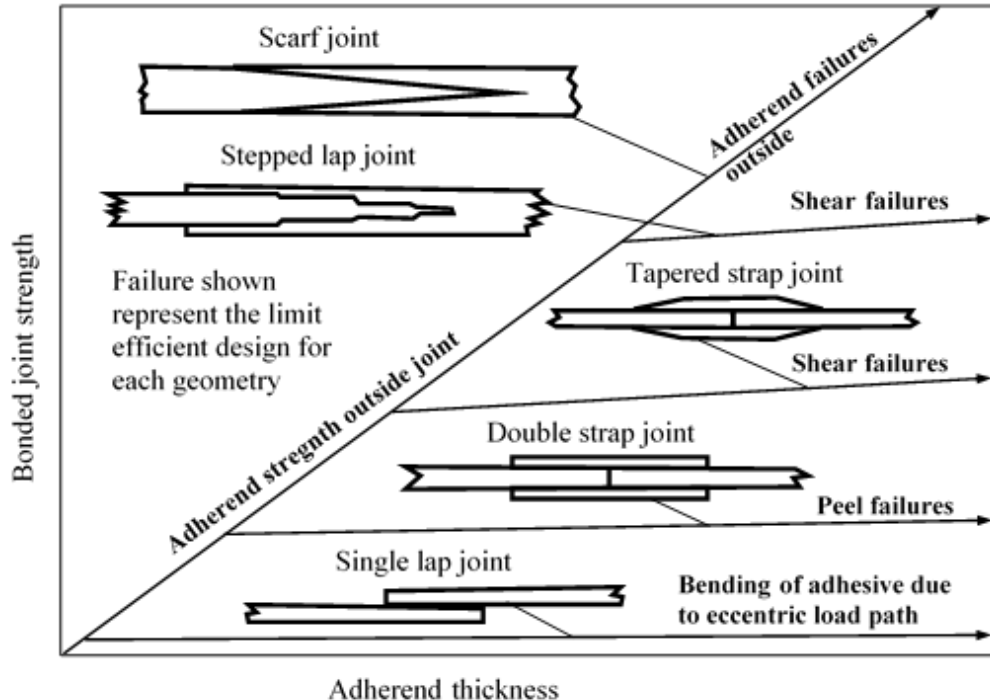 Scarf joint
Adherend failures
outside
Stepped lap joint
Shear failures
Failure shown
represent the limit
efficient design for
each geometry
Tapered strap joint
Shear failures
Adherend stregnth outside joint
Double strap joint
Peel failures
Single lap joint
Bending of adhesive due
to eccentric load path
Bonded joint strength
Adherend thickness